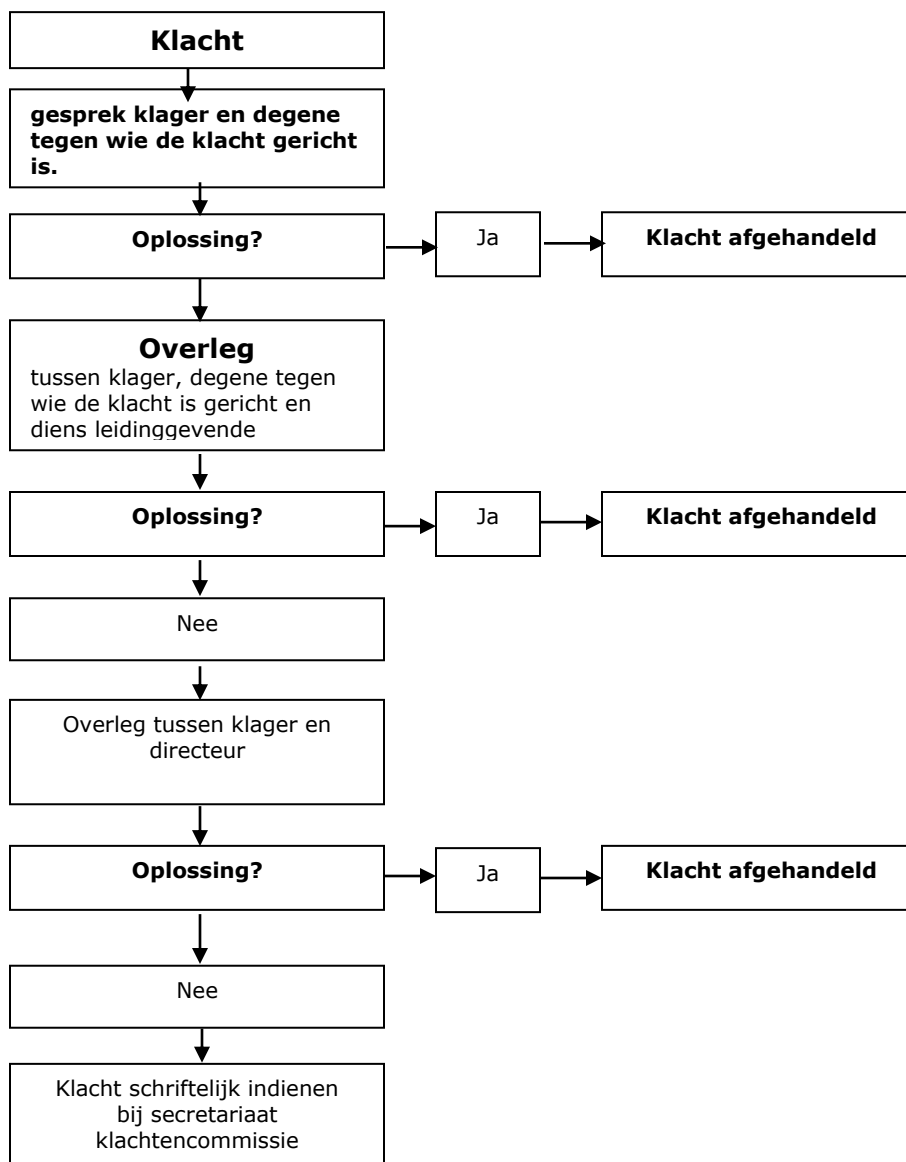 Klacht
gesprek klager en degene
tegen wie de klacht gericht
is.
Oplossing?
Ja
Klacht afgehandeld
Overleg
tussen klager, degene tegen
wie de klacht is gericht en
diens leidinggevende
Oplossing?
Ja
Klacht afgehandeld
Nee
Overleg tussen klager en
directeur
Oplossing?
Ja
Klacht afgehandeld
Nee
Klacht schriftelijk indienen
bij secretariaat
klachtencommissie